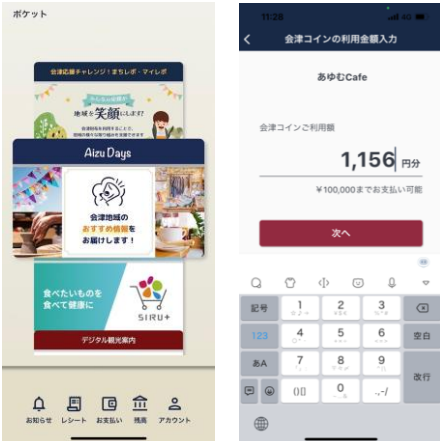 ポケット
会津応援チャレンジ！まちレポ・マイレポ
みんなの応援が
地域を笑顔にします！
Aizu Days
会津地域の
おすすめ情報を
お届けします！
食べたいものを
食べて健康に
SIRU+
デジタル観光案内
お知らせ
レシート
お支払い
残高
アカウント
11:28
4G
会津コインの利用金額入力
あゆむCafe
会津コインご利用額
1,156 円分
￥100,000までお支払い可能
次へ
記号 1 2 3
123 4 5 6 空白
あA 7 8 9
改行
()[] 0 .,-/